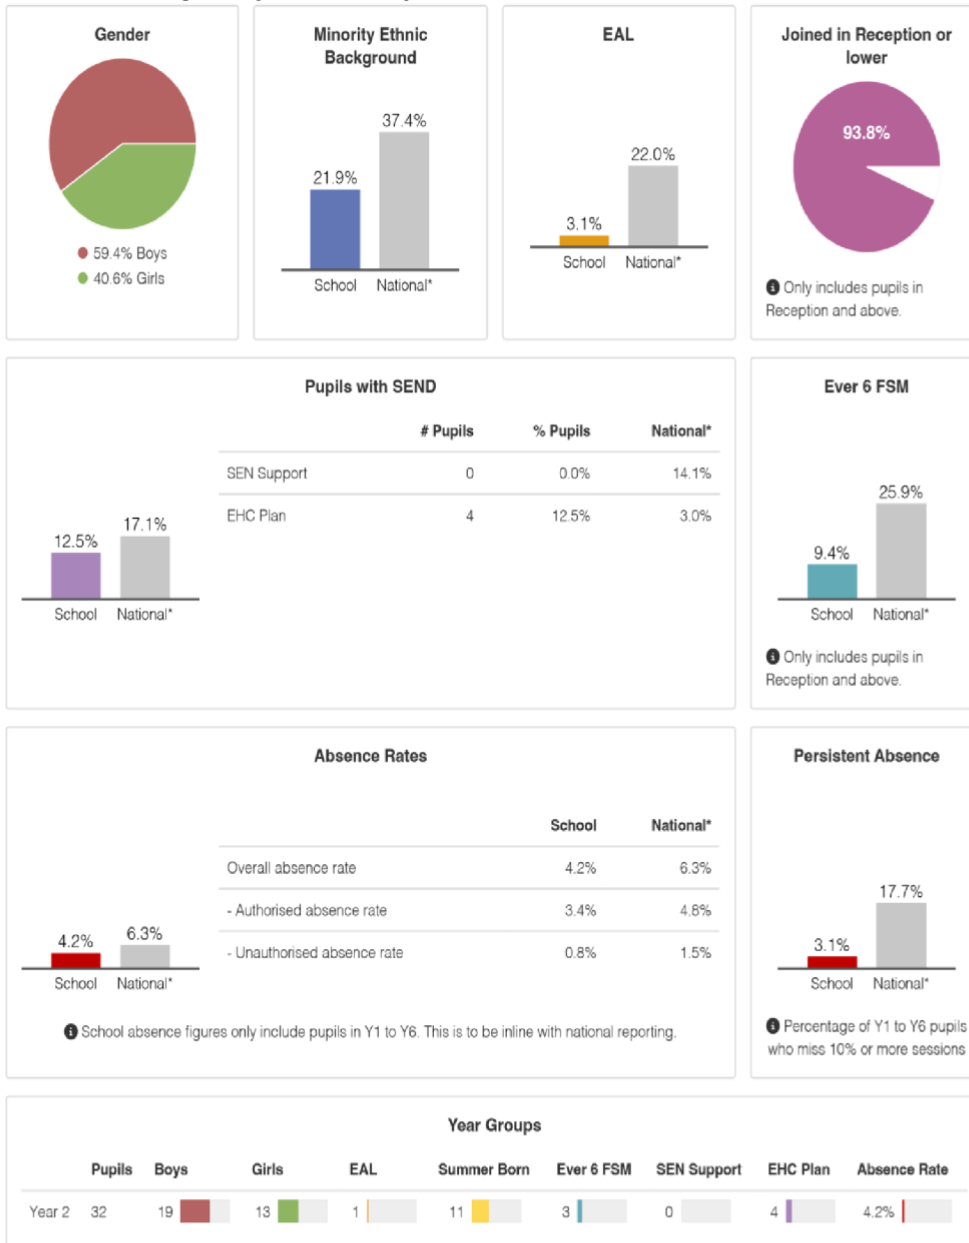 Gender
59.4% Boys
40.6% Girls
Minority Ethnic
Background
37.4%
21.9%
School National*
EAL
22.0%
3.1%
School National*
Joined in Reception or
lower
93.8%
Only includes pupils in
Reception and above.
Pupils with SEND
# Pupils % Pupils National*
SEN Support 0 0.0% 14.1%
EHC Plan 4 12.5% 3.0%
12.5% 17.1%
School National*
Ever 6 FSM
25.9%
9.4%
School National*
Only includes pupils in
Reception and above.
Absence Rates
School National*
Overall absence rate 4.2% 6.3%
- Authorised absence rate 3.4% 4.8%
- Unauthorised absence rate 0.8% 1.5%
4.2% 6.3%
School National*
School absence figures only include pupils in Y1 to Y6. This is to be inline with national reporting.
Persistent Absence
17.7%
3.1%
School National*
Percentage of Y1 to Y6 pupils
who miss 10% or more sessions
Year Groups
Pupils Boys Girls EAL Summer Born Ever 6 FSM SEN Support EHC Plan Absence Rate
Year 2 32 19 13 1 11 3 0 4 4.2%